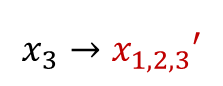 x₃ → x₁,₂,₃′